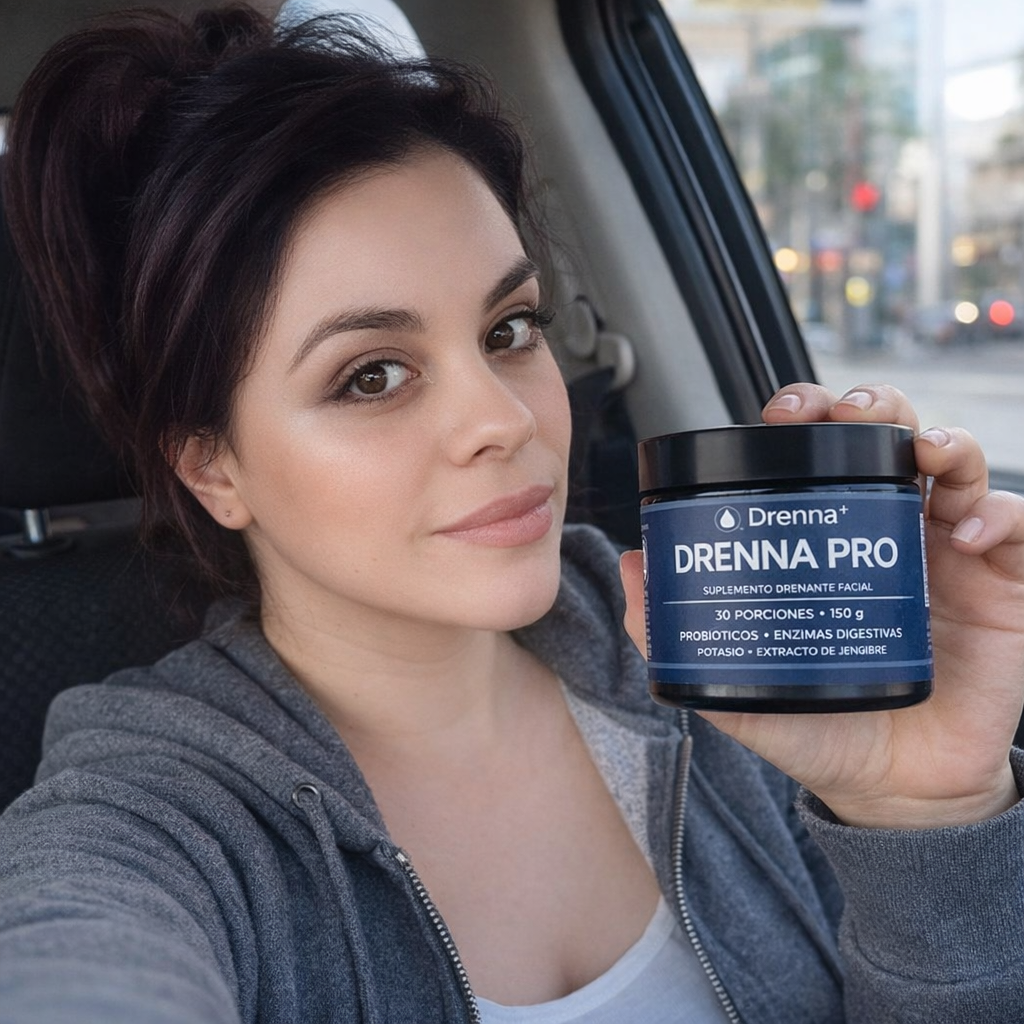 Drenna+
DRENNA PRO
SUPLEMENTO DRENANTE FACIAL
30 PORCIONES • 150 g
PROBIOTICOS • ENZIMAS DIGESTIVAS
POTASIO • EXTRACTO DE JENGIBRE